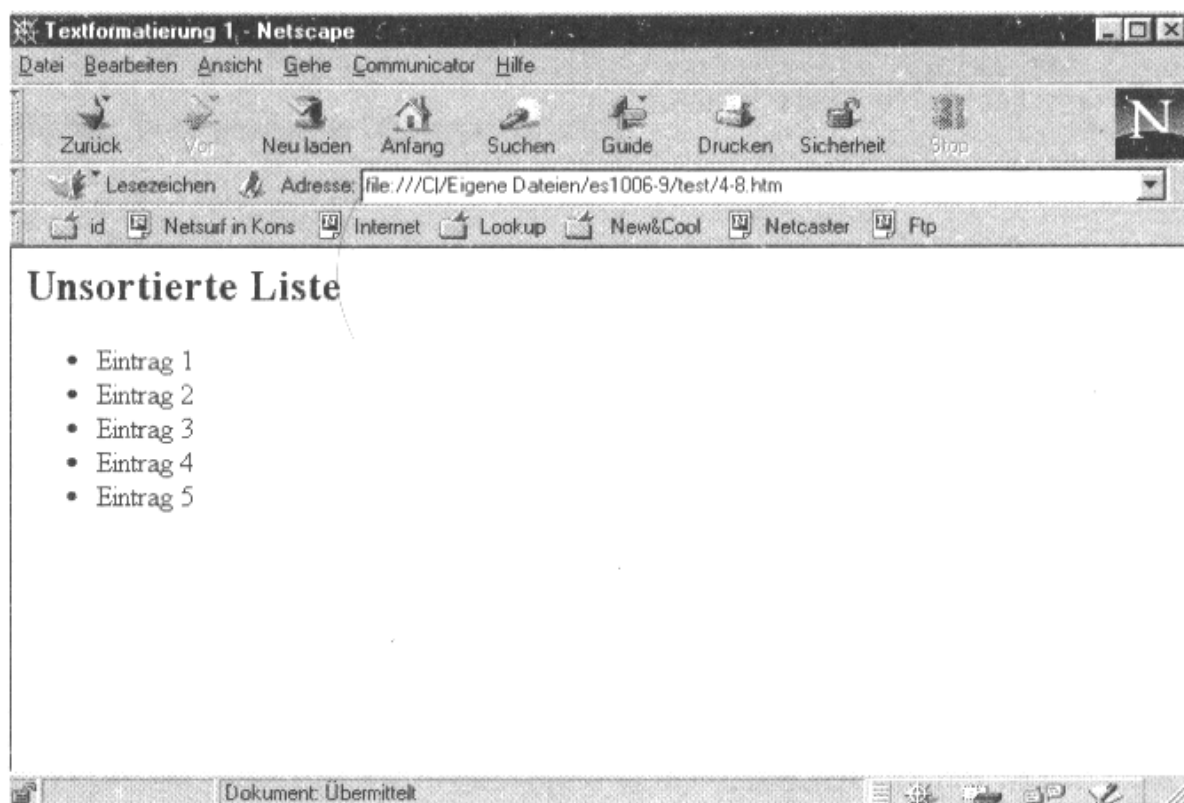 Textformatierung 1 - Netscape
Datei Bearbeiten Ansicht Gehe Communicator Hilfe
Zurück Vor Neu laden Anfang Suchen Guide Drucken Sicherheit Stop
N
Lesezeichen Adresse: file:///C|/Eigene Dateien/es1006-9/test/4-8.htm
id Netsurf in Kons Internet Lookup New&Cool Netcaster Ftp
Unsortierte Liste
• Eintrag 1
• Eintrag 2
• Eintrag 3
• Eintrag 4
• Eintrag 5
Dokument: Übermittelt